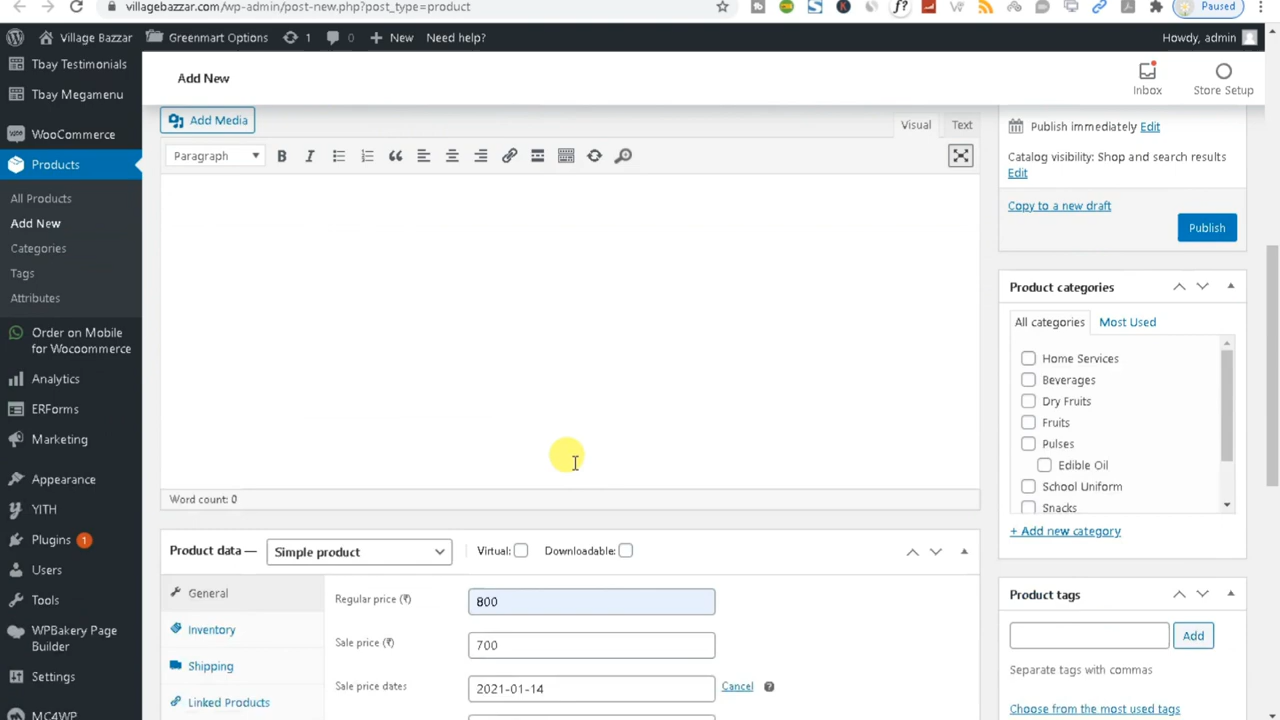 villagebazzar.com/wp-admin/post-new.php?post_type=product
Paused
Village Bazzar
Greenmart Options
1
0
New
Need help?
Howdy, admin
Tbay Testimonials
Tbay Megamenu
WooCommerce
Products
All Products
Add New
Categories
Tags
Attributes
Order on Mobile
for Wocoommerce
Analytics
ERForms
Marketing
Appearance
YITH
Plugins 1
Users
Tools
WPBakery Page
Builder
Settings
MC4WP
Add New
Inbox
Store Setup
Add Media
Visual
Text
Paragraph
B
I
Word count: 0
Product data —
Simple product
Virtual:
Downloadable:
General
Inventory
Shipping
Linked Products
Regular price (₹)
800
Sale price (₹)
700
Sale price dates
2021-01-14
Cancel
?
Publish immediately Edit
Catalog visibility: Shop and search results
Edit
Copy to a new draft
Publish
Product categories
All categories
Most Used
Home Services
Beverages
Dry Fruits
Fruits
Pulses
Edible Oil
School Uniform
Snacks
+ Add new category
Product tags
Add
Separate tags with commas
Choose from the most used tags